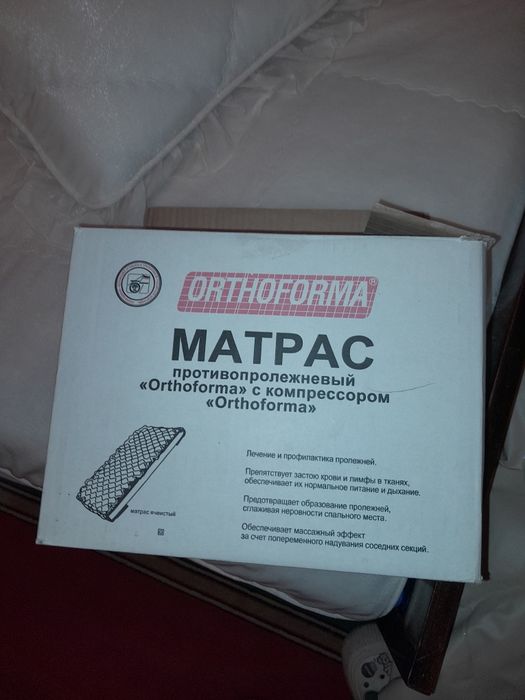 ORTHOFORMA®
МАТРАС
противопролежневый
«Orthoforma» с компрессором
«Orthoforma»
матрас ячеистый
Лечение и профилактика пролежней.
Препятствует застою крови и лимфы в тканях,
обеспечивает их нормальное питание и дыхание.
Предотвращает образование пролежней,
сглаживая неровности спального места.
Обеспечивает массажный эффект
за счет попеременного надувания соседних секций.